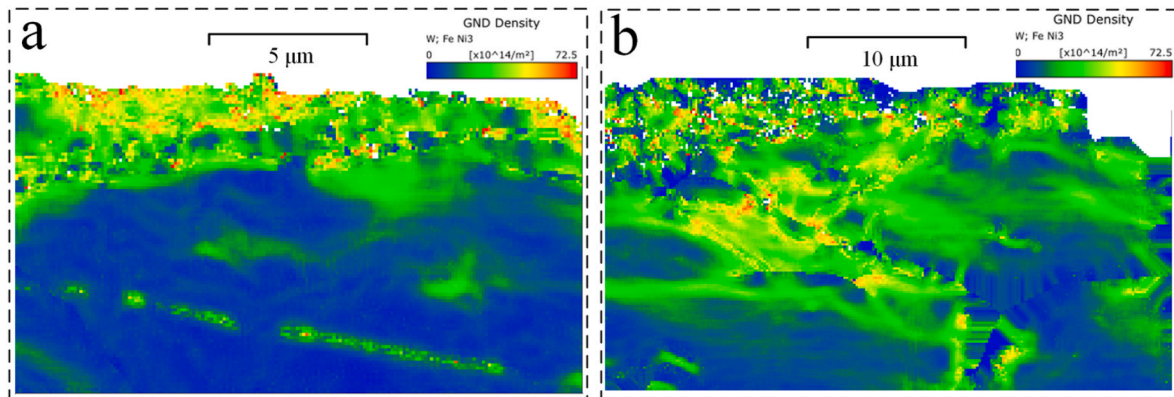 a
GND Density
W; Fe Ni3
0 [x10^14/m²] 72.5
5 μm
b
GND Density
W; Fe Ni3
0 [x10^14/m²] 72.5
10 μm